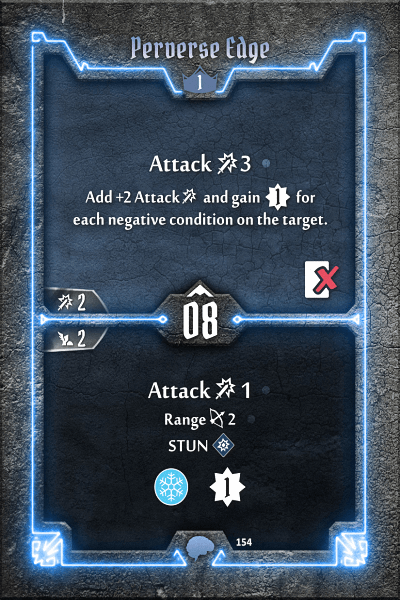 Perverse Edge
1
Attack 3
Add +2 Attack and gain 1 for
each negative condition on the target.
2
08
2
Attack 1
Range 2
STUN
1
154